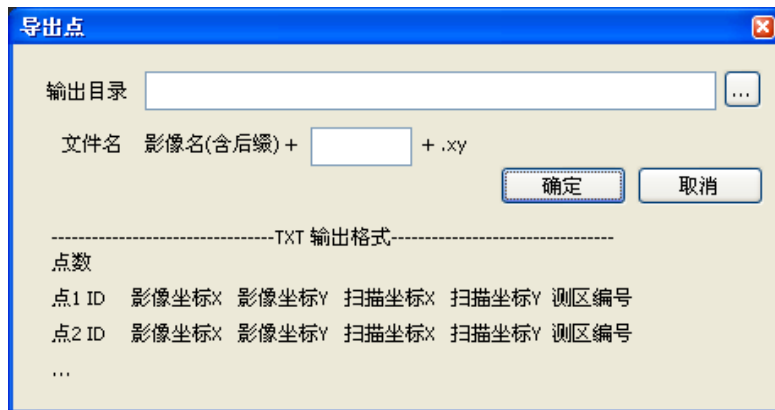 导出点
输出目录 ...
文件名 影像名(含后缀) + + .xy
确定 取消
--------------------------------TXT 输出格式--------------------------------
点数
点1 ID 影像坐标X 影像坐标Y 扫描坐标X 扫描坐标Y 测区编号
点2 ID 影像坐标X 影像坐标Y 扫描坐标X 扫描坐标Y 测区编号
...